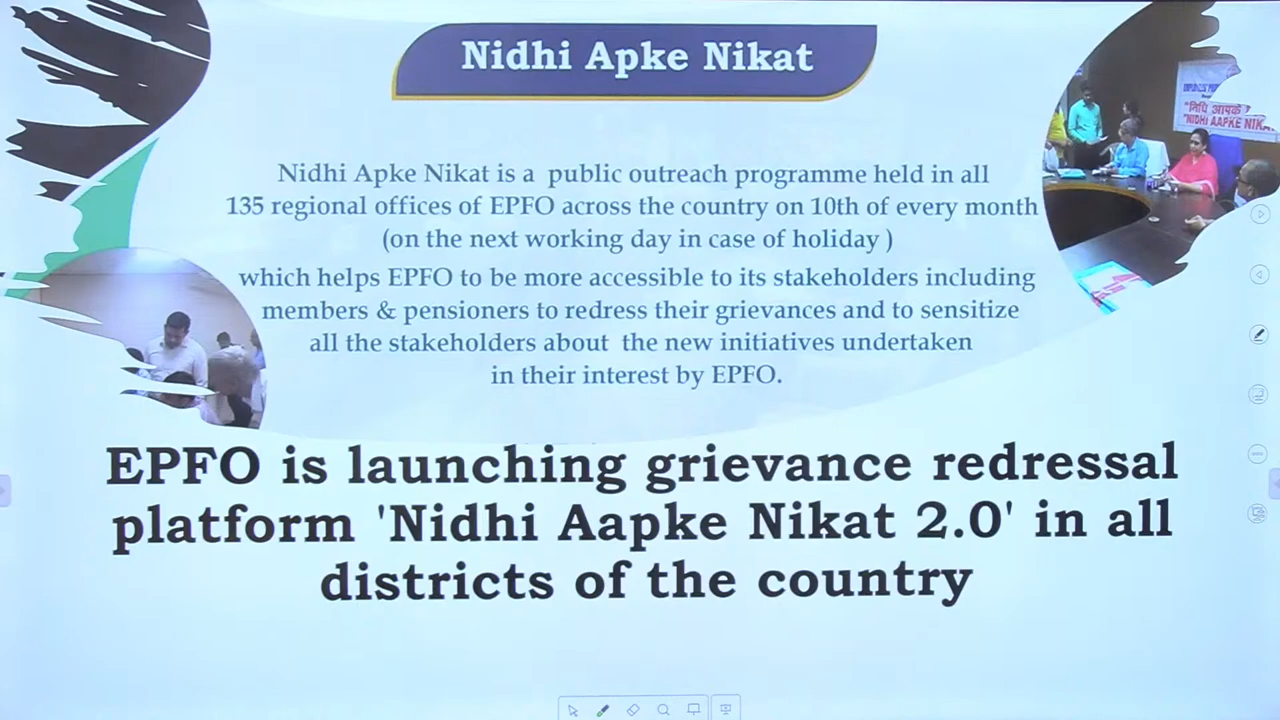 Nidhi Apke Nikat
Nidhi Apke Nikat is a public outreach programme held in all
135 regional offices of EPFO across the country on 10th of every month
(on the next working day in case of holiday )
which helps EPFO to be more accessible to its stakeholders including
members & pensioners to redress their grievances and to sensitize
all the stakeholders about the new initiatives undertaken
in their interest by EPFO.
"निधि आपके
"NIDHI AAPKE
EPFO is launching grievance redressal
platform 'Nidhi Aapke Nikat 2.0' in all
districts of the country